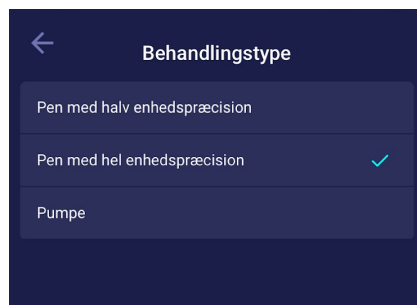 Behandlingstype
Pen med halv enhedspræcision
Pen med hel enhedspræcision
Pumpe